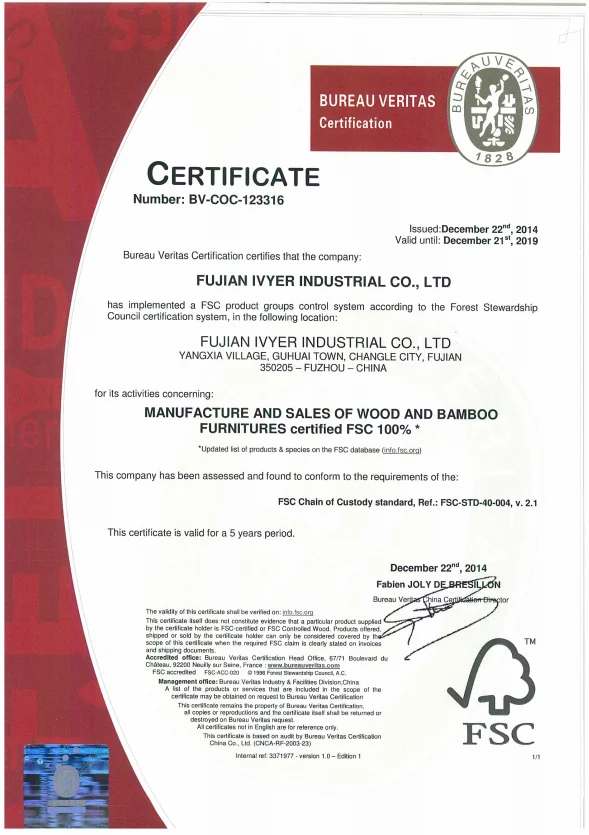 BUREAU VERITAS
Certification
BUREAU VERITAS
1828
CERTIFICATE
Number: BV-COC-123316
Issued:December 22nd, 2014
Valid until: December 21st, 2019
Bureau Veritas Certification certifies that the company:
FUJIAN IVYER INDUSTRIAL CO., LTD
has implemented a FSC product groups control system according to the Forest Stewardship
Council certification system, in the following location:
FUJIAN IVYER INDUSTRIAL CO., LTD
YANGXIA VILLAGE, GUHUAI TOWN, CHANGLE CITY, FUJIAN
350205 – FUZHOU – CHINA
for its activities concerning:
MANUFACTURE AND SALES OF WOOD AND BAMBOO
FURNITURES certified FSC 100% *
*Updated list of products & species on the FSC database (info.fsc.org)
This company has been assessed and found to conform to the requirements of the:
FSC Chain of Custody standard, Ref.: FSC-STD-40-004, v. 2.1
This certificate is valid for a 5 years period.
December 22nd, 2014
Fabien JOLY DE BRESILLON
Bureau Veritas China Certification Director
The validity of this certificate shall be verified on: info.fsc.org
This certificate itself does not constitute evidence that a particular product supplied
by the certificate holder is FSC-certified or FSC Controlled Wood. Products offered,
shipped or sold by the certificate holder can only be considered covered by the
scope of this certificate when the required FSC claim is clearly stated on invoices
and shipping documents.
Accredited office: Bureau Veritas Certification Head Office, 67/71 Boulevard du
Château, 92200 Neuilly sur Seine, France : www.bureauveritas.com
FSC accredited FSC-ACC-020 © 1996 Forest Stewardship Council, A.C.
Management office: Bureau Veritas Industry & Facilities Division,China
A list of the products or services that are included in the scope of the
certificate may be obtained on request to Bureau Veritas Certification
This certificate remains the property of Bureau Veritas Certification,
all copies or reproductions and the certificate itself shall be returned or
destroyed on Bureau Veritas request.
All certificates not in English are for reference only.
This certificate is based on audit by Bureau Veritas Certification
China Co., Ltd. (CNCA-RF-2003-23)
Internal ref: 3371977 - version 1.0 – Edition 1
TM
FSC
1/1